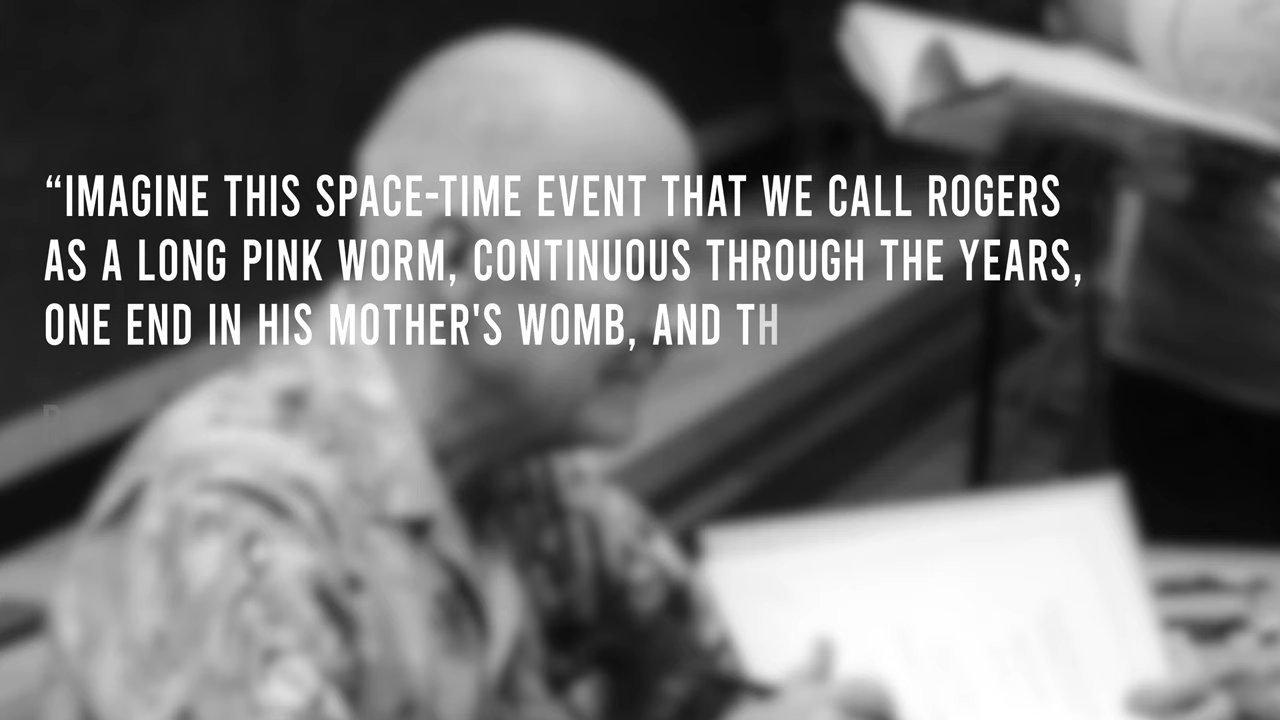 “IMAGINE THIS SPACE-TIME EVENT THAT WE CALL ROGERS
AS A LONG PINK WORM, CONTINUOUS THROUGH THE YEARS,
ONE END IN HIS MOTHER'S WOMB, AND TH